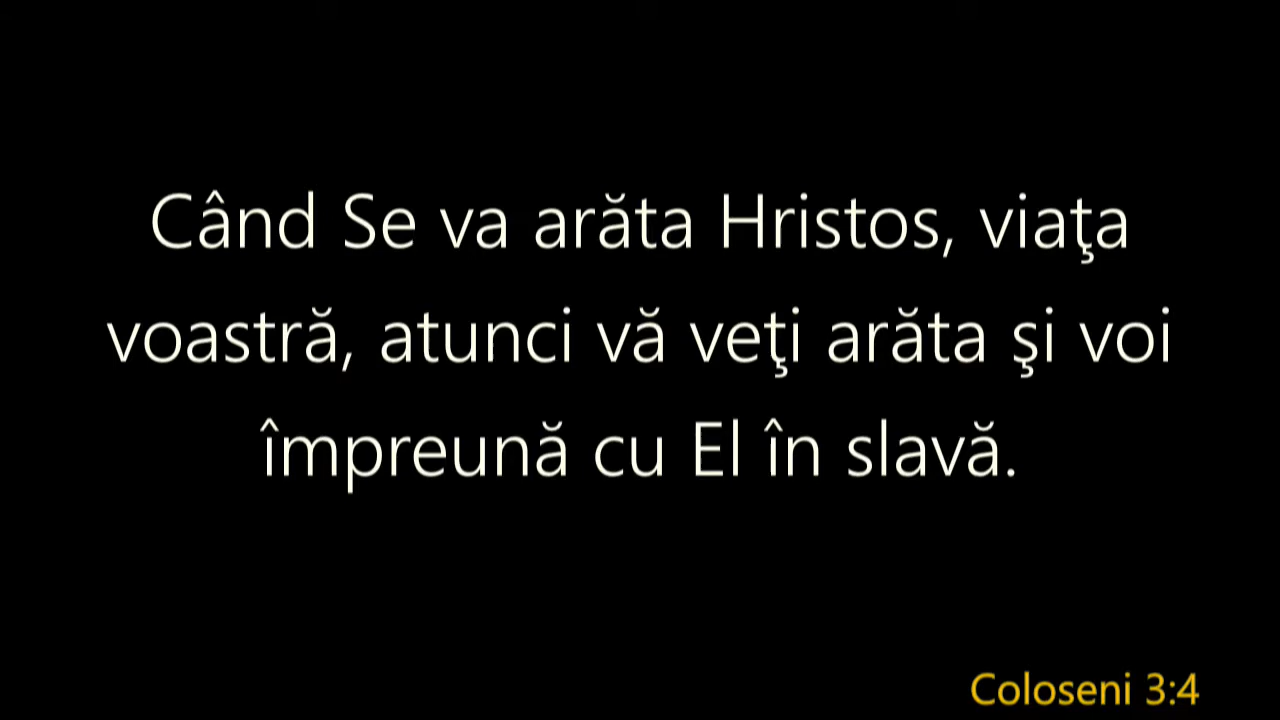 Când Se va arăta Hristos, viaţa
voastră, atunci vă veţi arăta şi voi
împreună cu El în slavă.
Coloseni 3:4